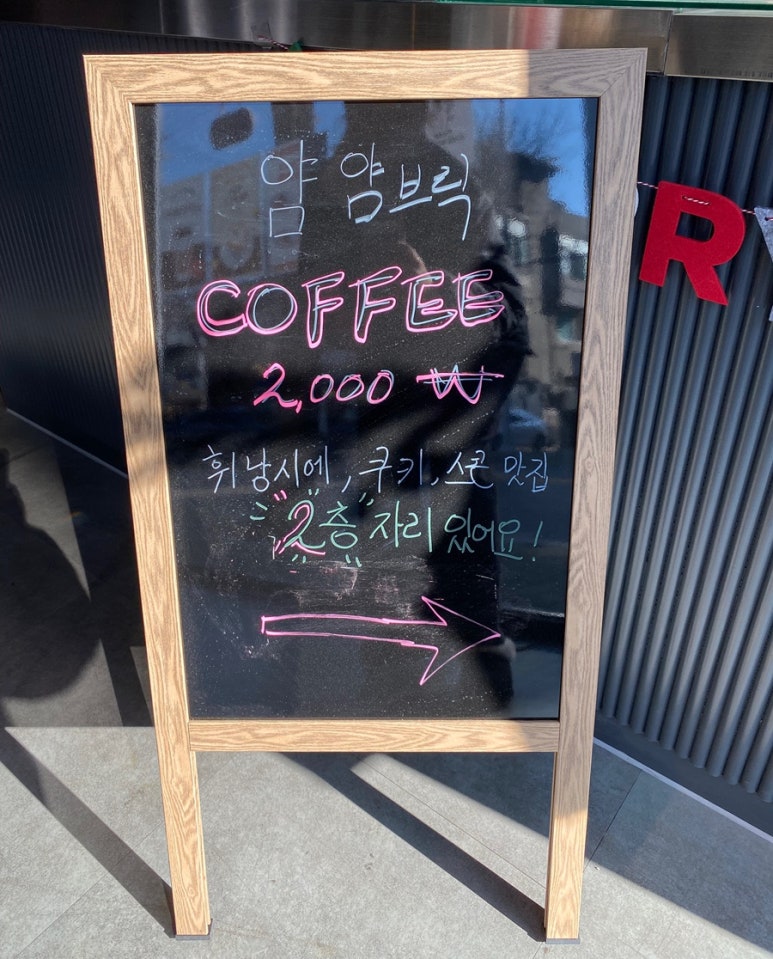 얌 얌브릭
COFFEE
2,000 ₩
휘낭시에, 쿠키, 스콘 맛집
2층 자리 있어요!
R